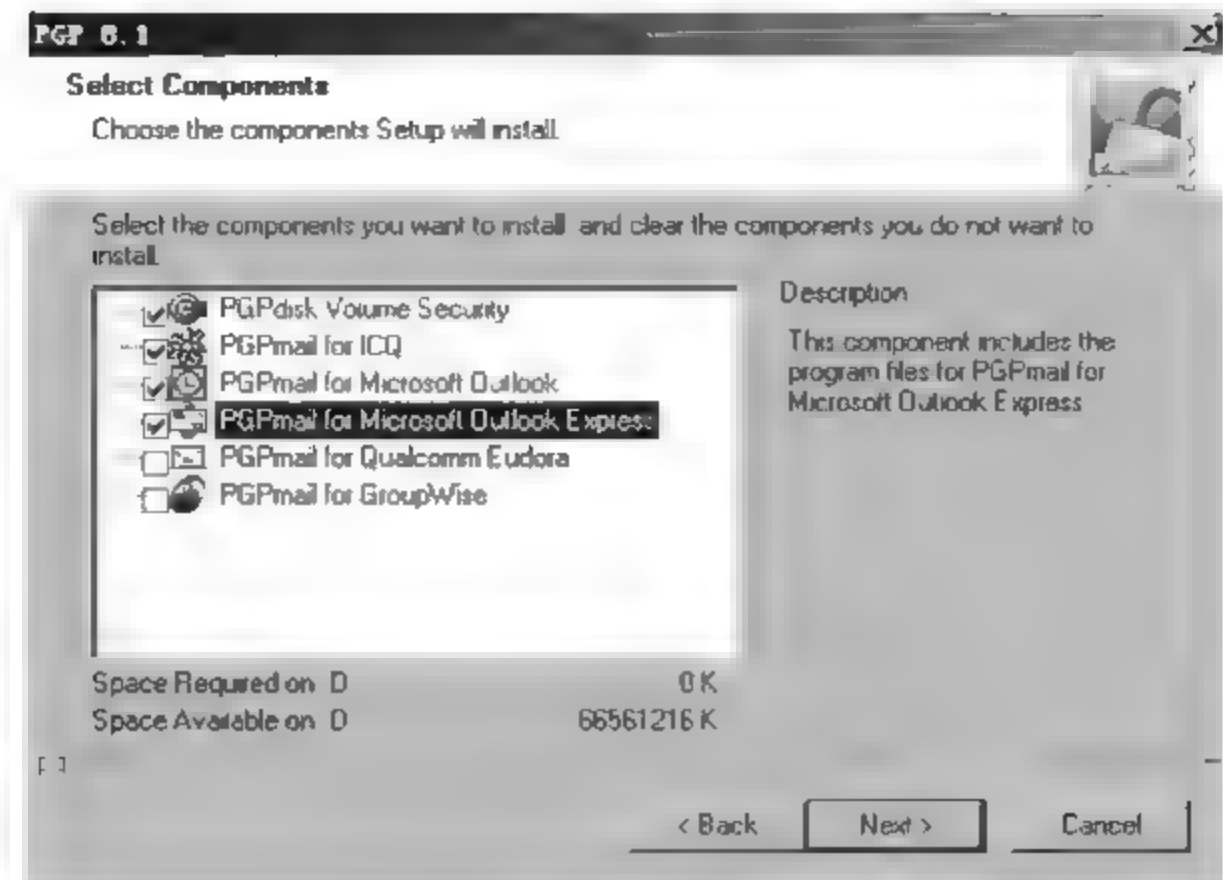 PGP 8.1
Select Components
Choose the components Setup will install.
Select the components you want to install and clear the components you do not want to
install.
PGPdisk Volume Security
PGPmail for ICQ
PGPmail for Microsoft Outlook
PGPmail for Microsoft Outlook Express
PGPmail for Qualcomm Eudora
PGPmail for GroupWise
Description
This component includes the
program files for PGPmail for
Microsoft Outlook Express
Space Required on D
0 K
Space Available on D
66561216 K
< Back
Next >
Cancel